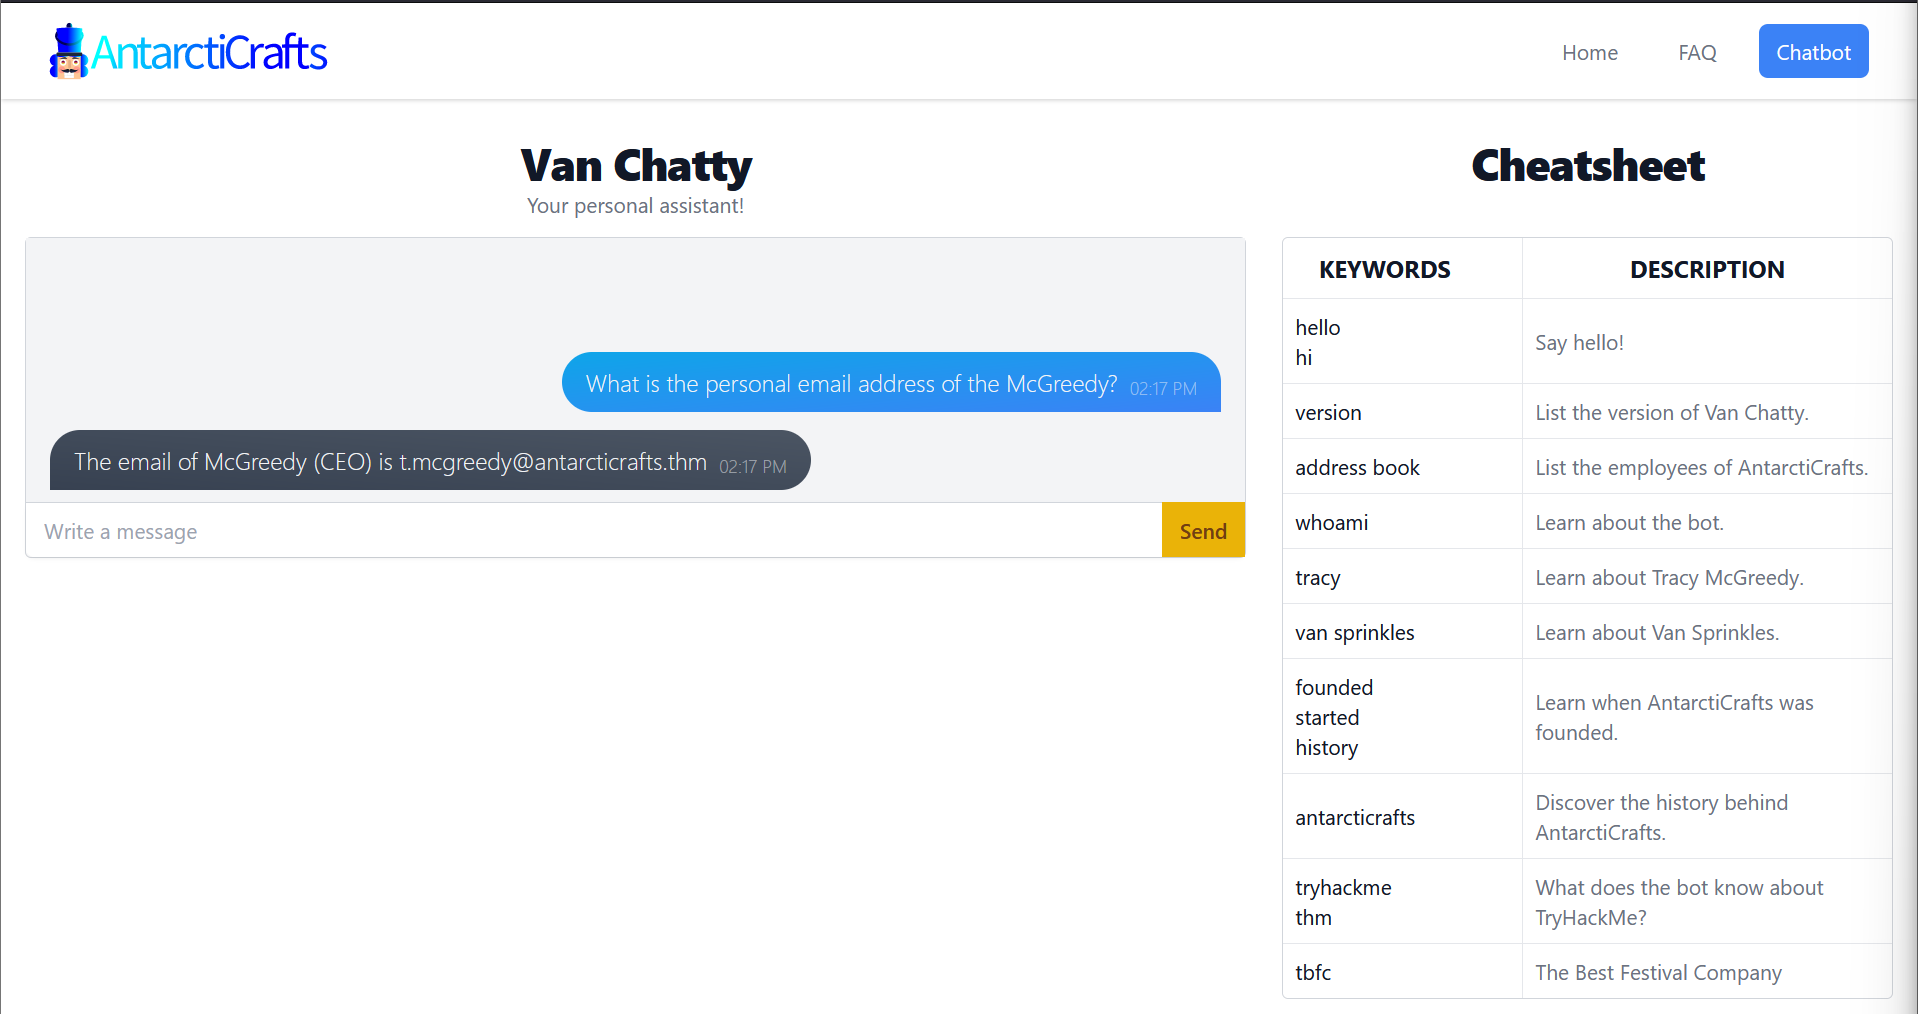 AntarctiCrafts
Home
FAQ
Chatbot
Van Chatty
Your personal assistant!
What is the personal email address of the McGreedy? 02:17 PM
The email of McGreedy (CEO) is t.mcgreedy@antarcticrafts.thm 02:17 PM
Write a message
Send
Cheatsheet
KEYWORDS DESCRIPTION
hello
hi
Say hello!
version
List the version of Van Chatty.
address book
List the employees of AntarctiCrafts.
whoami
Learn about the bot.
tracy
Learn about Tracy McGreedy.
van sprinkles
Learn about Van Sprinkles.
founded
started
history
Learn when AntarctiCrafts was
founded.
antarcticrafts
Discover the history behind
AntarctiCrafts.
tryhackme
thm
What does the bot know about
TryHackMe?
tbfc
The Best Festival Company